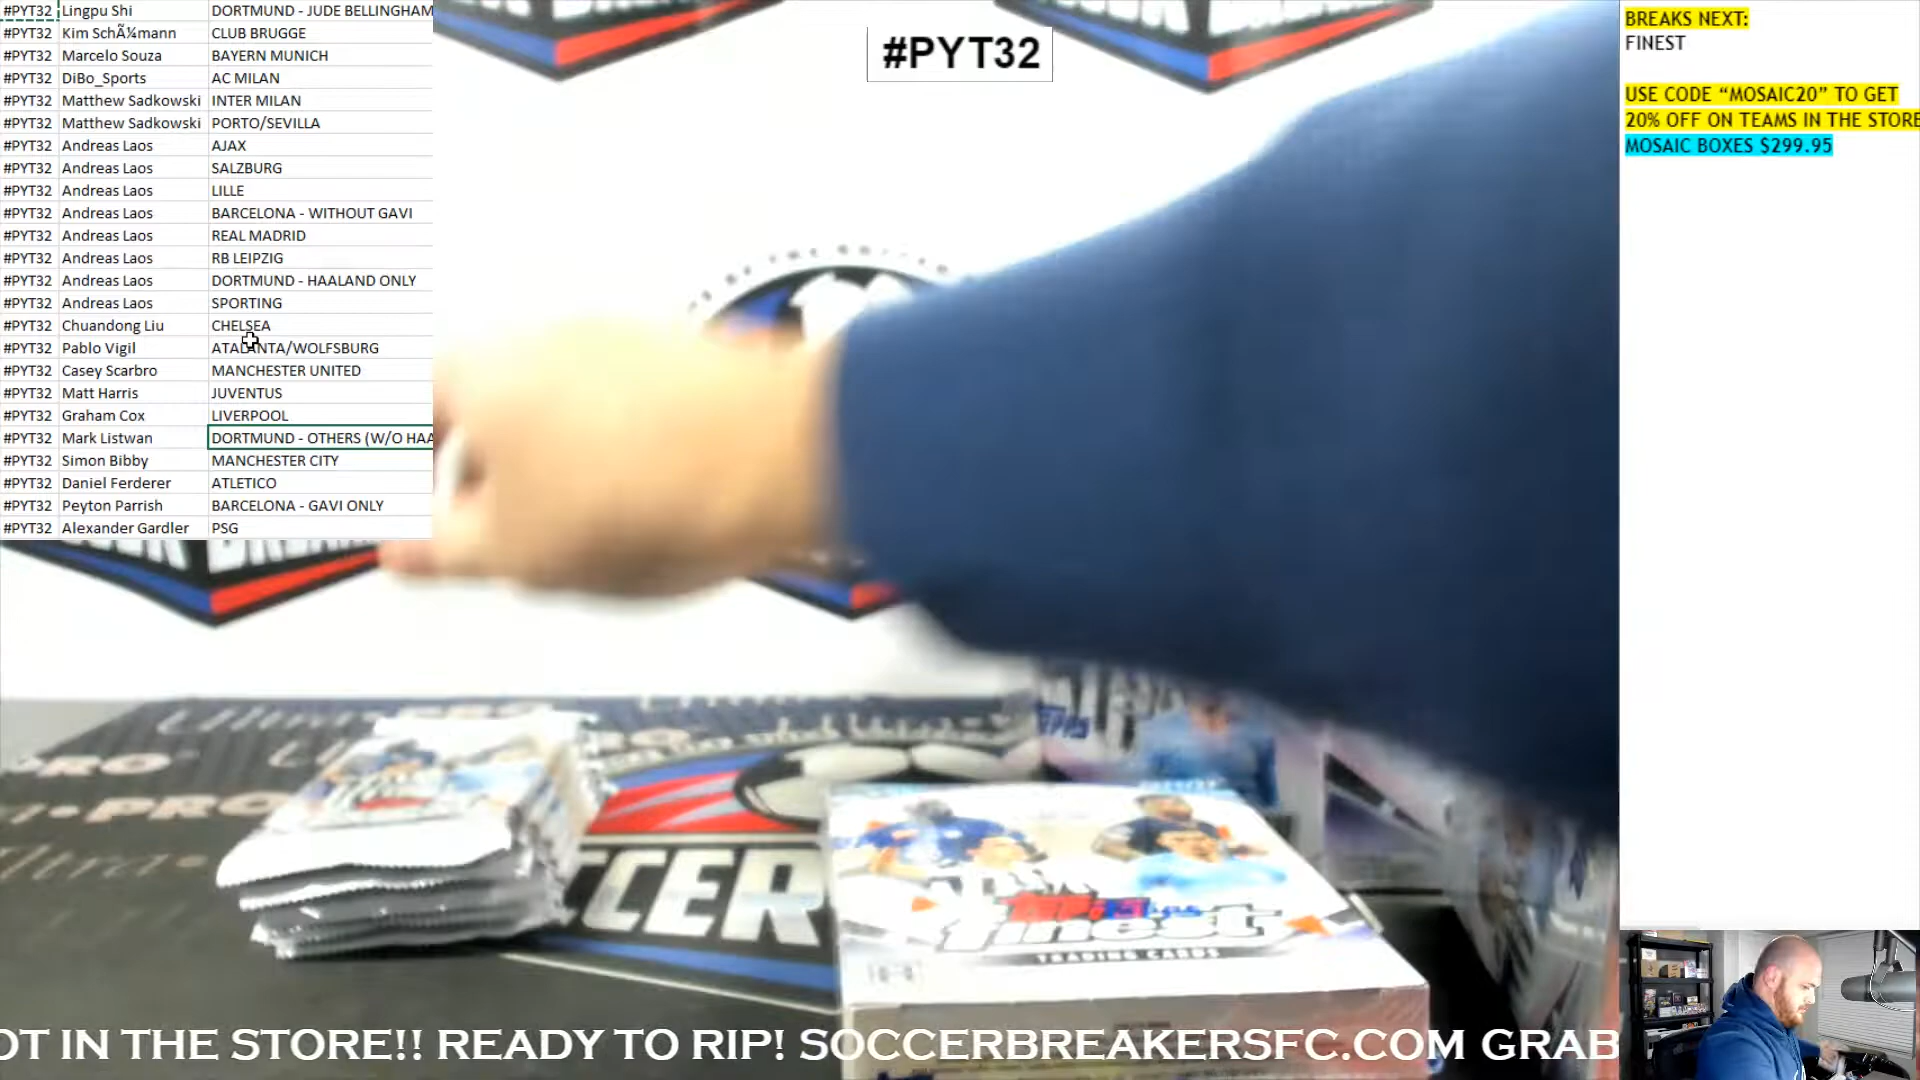 #PYT32 Lingpu Shi DORTMUND - JUDE BELLINGHAM
#PYT32 Kim SchÃ¼mann CLUB BRUGGE
#PYT32 Marcelo Souza BAYERN MUNICH
#PYT32 DiBo_Sports AC MILAN
#PYT32 Matthew Sadkowski INTER MILAN
#PYT32 Matthew Sadkowski PORTO/SEVILLA
#PYT32 Andreas Laos AJAX
#PYT32 Andreas Laos SALZBURG
#PYT32 Andreas Laos LILLE
#PYT32 Andreas Laos BARCELONA - WITHOUT GAVI
#PYT32 Andreas Laos REAL MADRID
#PYT32 Andreas Laos RB LEIPZIG
#PYT32 Andreas Laos DORTMUND - HAALAND ONLY
#PYT32 Andreas Laos SPORTING
#PYT32 Chuandong Liu CHELSEA
#PYT32 Pablo Vigil ATALANTA/WOLFSBURG
#PYT32 Casey Scarbro MANCHESTER UNITED
#PYT32 Matt Harris JUVENTUS
#PYT32 Graham Cox LIVERPOOL
#PYT32 Mark Listwan DORTMUND - OTHERS (W/O HAA
#PYT32 Simon Bibby MANCHESTER CITY
#PYT32 Daniel Ferderer ATLETICO
#PYT32 Peyton Parrish BARCELONA - GAVI ONLY
#PYT32 Alexander Gardler PSG
#PYT32
BREAKS NEXT:
FINEST
USE CODE “MOSAIC20” TO GET
20% OFF ON TEAMS IN THE STORE
MOSAIC BOXES $299.95
PRO
CCER
finest
TRADING CARDS
OT IN THE STORE!! READY TO RIP! SOCCERBREAKERSFC.COM GRAB